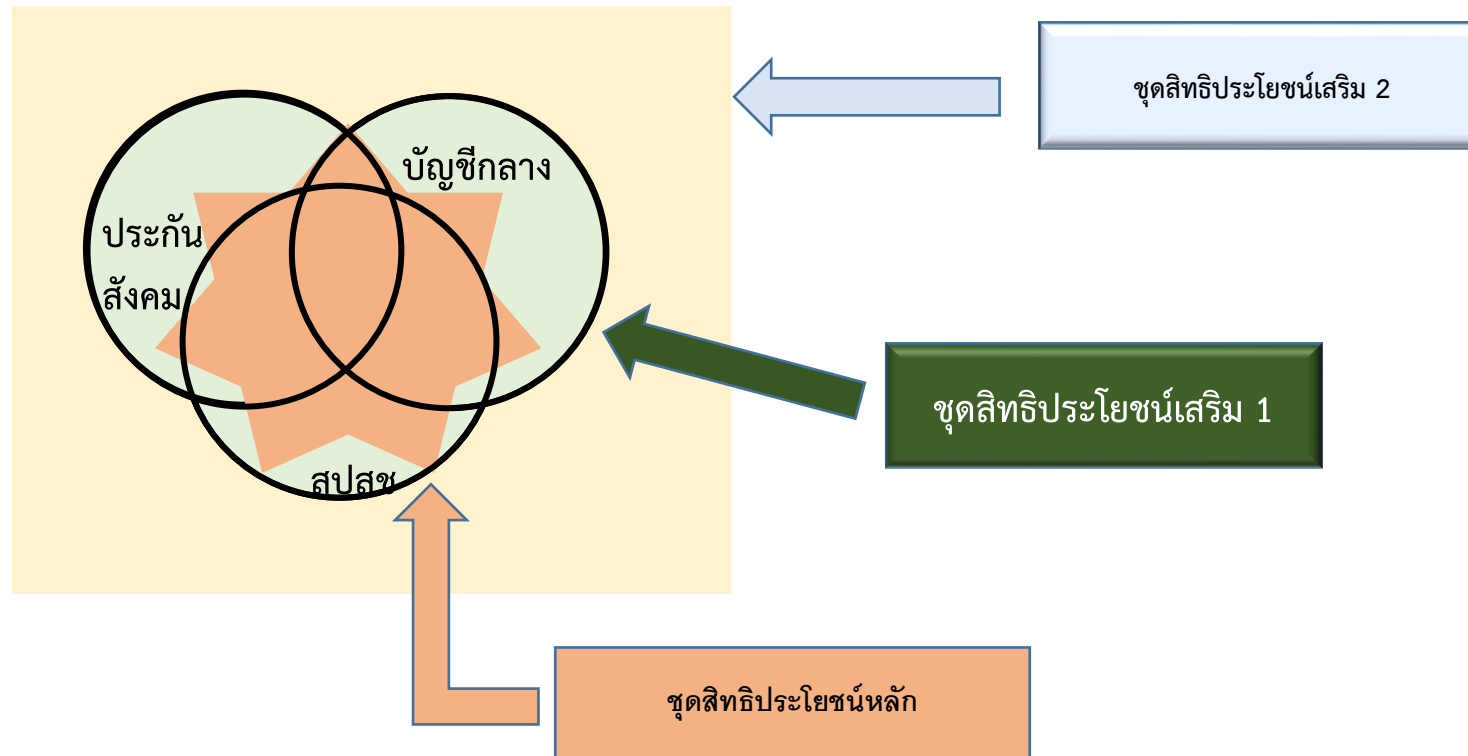 ชุดสิทธิประโยชน์เสริม 2
บัญชีกลาง
ประกัน
สังคม
ชุดสิทธิประโยชน์เสริม 1
สปสช
ชุดสิทธิประโยชน์หลัก